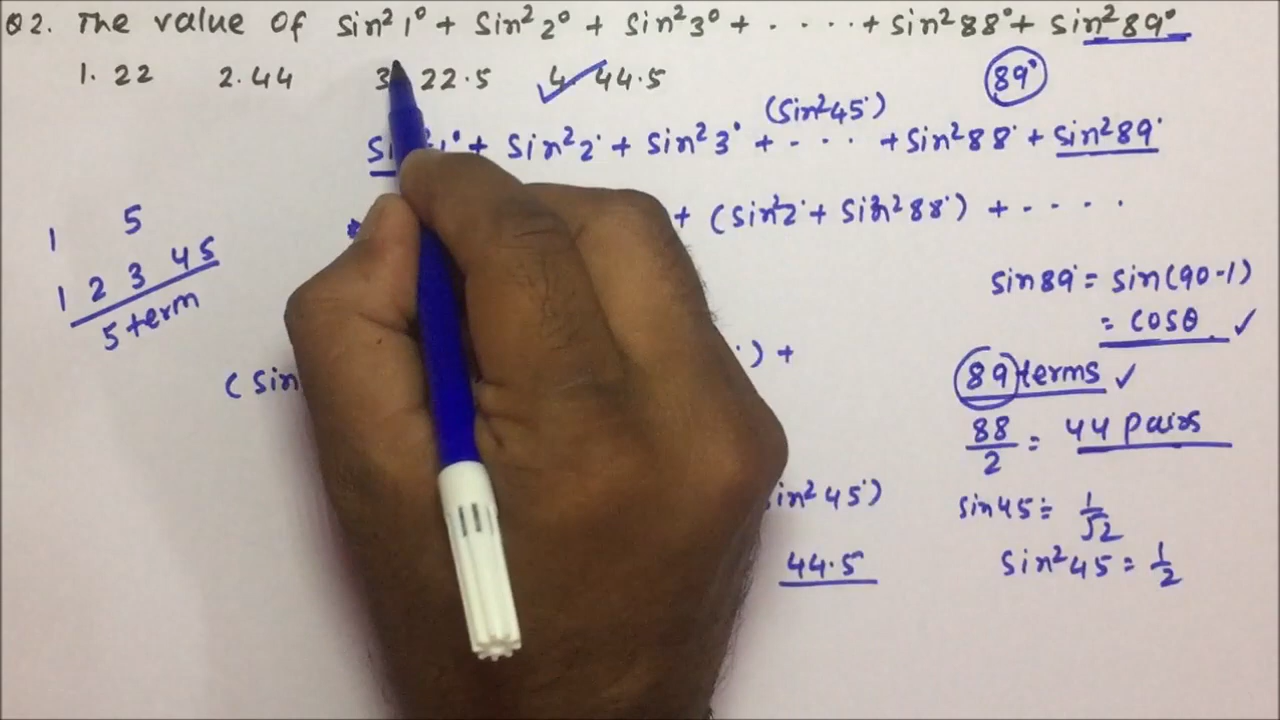 Q2. The value of sin²1° + sin²2° + sin²3° + ···· + sin²88° + sin²89°
1. 22 2. 44 3. 22.5 4. 44.5
89°
(sin²45°)
+ sin²2° + sin²3° + ···· + sin²88° + sin²89°
+ (sin²2° + sin²88°) + ····
1 5
1 2 3 4 5
5 term
sin89° = sin(90-1)
= cosθ ✓
) +
(sin
89 terms ✓
88/2 = 44 pairs
sin²45°)
sin45 = 1/√2
44.5
sin²45 = 1/2